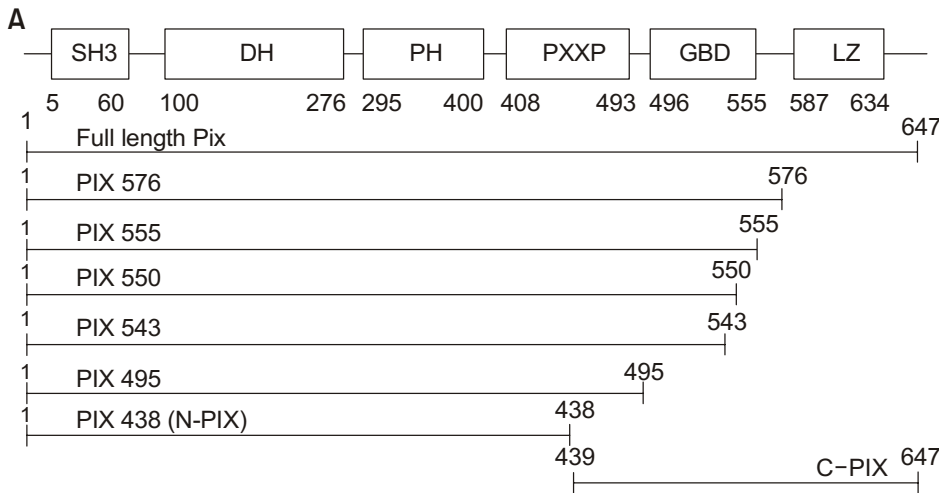 A
SH3 DH PH PXXP GBD LZ
5 60 100 276 295 400 408 493 496 555 587 634
1 647
Full length Pix
1 576
PIX 576
1 555
PIX 555
1 550
PIX 550
1 543
PIX 543
1 495
PIX 495
1 438
PIX 438 (N-PIX)
439 C−PIX 647